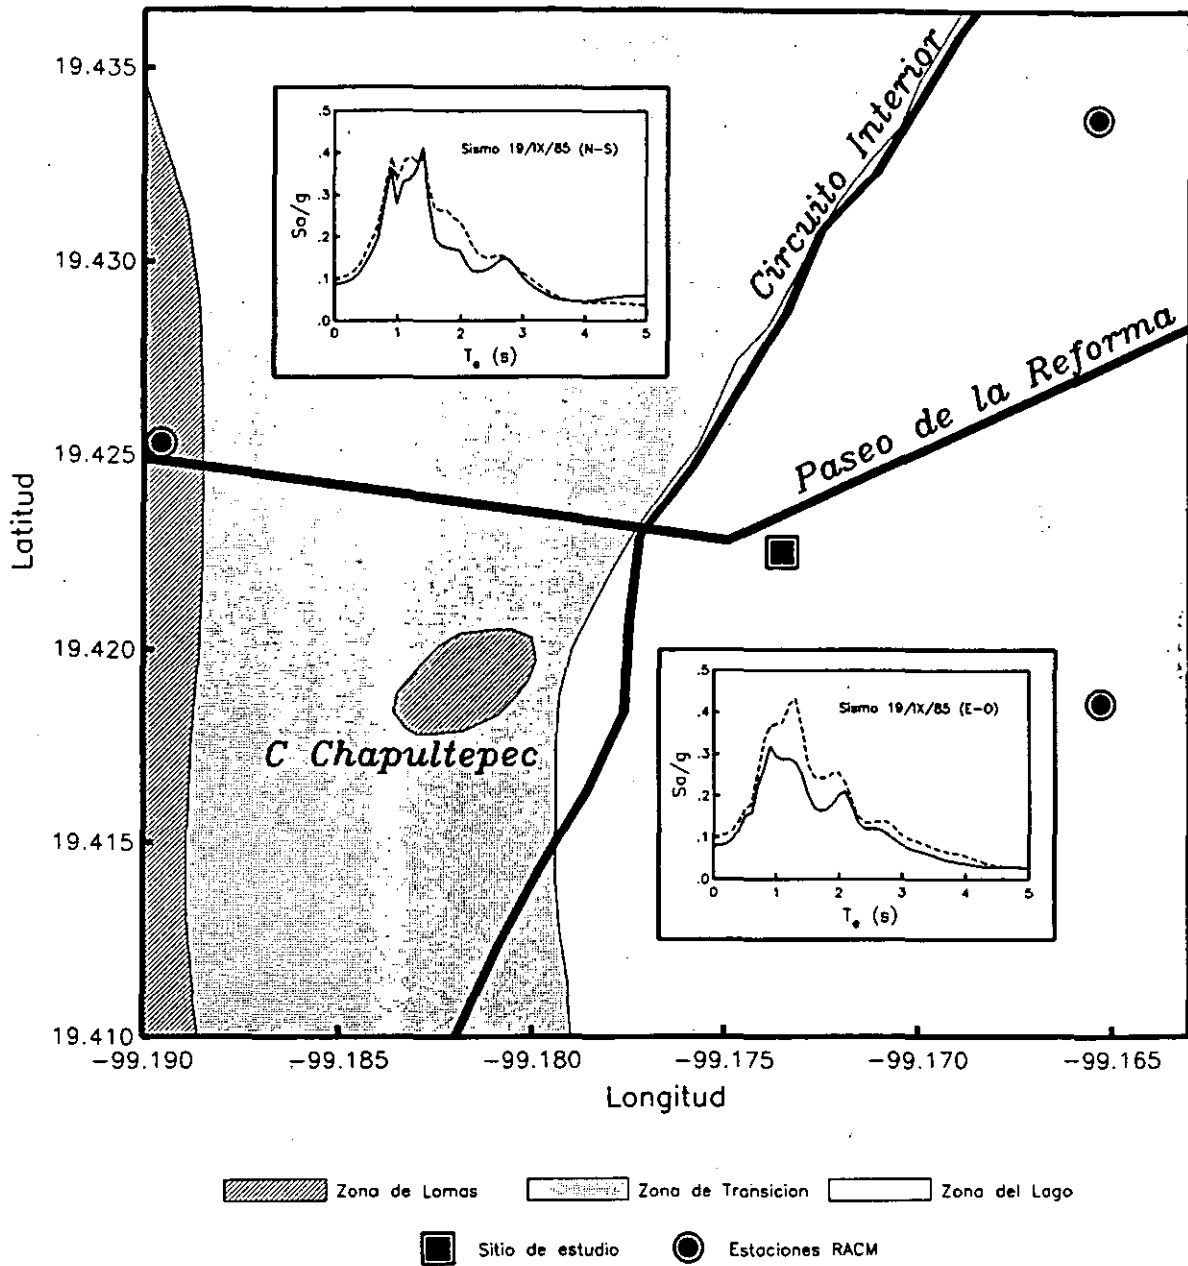 19.435
19.430
19.425
19.420
19.415
19.410
Latitud
-99.190
-99.185
-99.180
-99.175
-99.170
-99.165
Longitud
.5
.4
.3
.2
.1
.0
Sa/g
Sismo 19/IX/85 (N-S)
0
1
2
3
4
5
Te (s)
Circuito Interior
Paseo de la Reforma
C Chapultepec
.5
.4
.3
.2
.1
.0
Sa/g
Sismo 19/IX/85 (E-O)
0
1
2
3
4
5
Te (s)
Zona de Lomas
Zona de Transicion
Zona del Lago
Sitio de estudio
Estaciones RACM